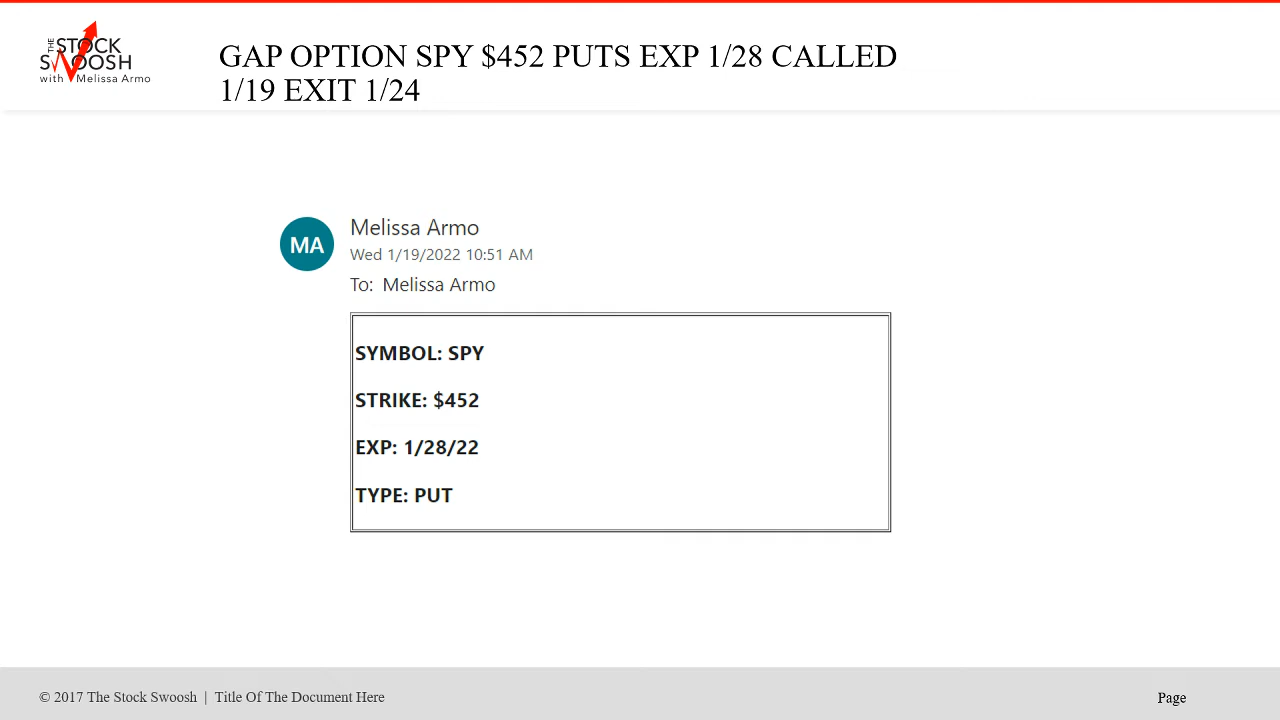 THE
STOCK
SWOOSH
with Melissa Armo
GAP OPTION SPY $452 PUTS EXP 1/28 CALLED
1/19 EXIT 1/24
MA
Melissa Armo
Wed 1/19/2022 10:51 AM
To: Melissa Armo
SYMBOL: SPY
STRIKE: $452
EXP: 1/28/22
TYPE: PUT
© 2017 The Stock Swoosh | Title Of The Document Here
Page